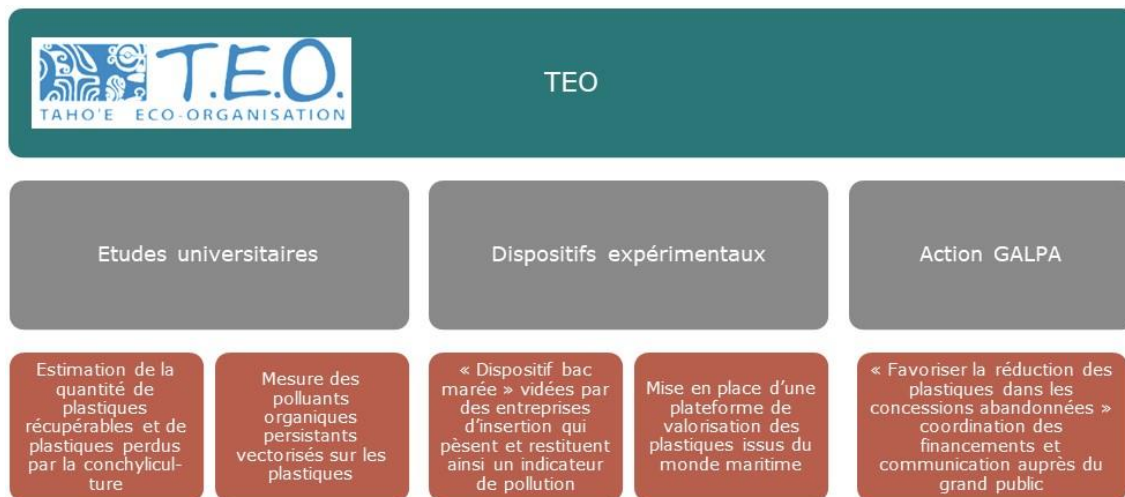 T.E.O.
TAHO'E ECO-ORGANISATION
TEO
Etudes universitaires
Dispositifs expérimentaux
Action GALPA
Estimation de la
quantité de
plastiques
récupérables et de
plastiques perdus
par la conchylicul-
ture
Mesure des
polluants
organiques
persistants
vectorisés sur les
plastiques
« Dispositif bac
marée » vidées par
des entreprises
d'insertion qui
pèsent et restituent
ainsi un indicateur
de pollution
Mise en place d'une
plateforme de
valorisation des
plastiques issus du
monde maritime
« Favoriser la réduction des
plastiques dans les
concessions abandonnées »
coordination des
financements et
communication auprès du
grand public